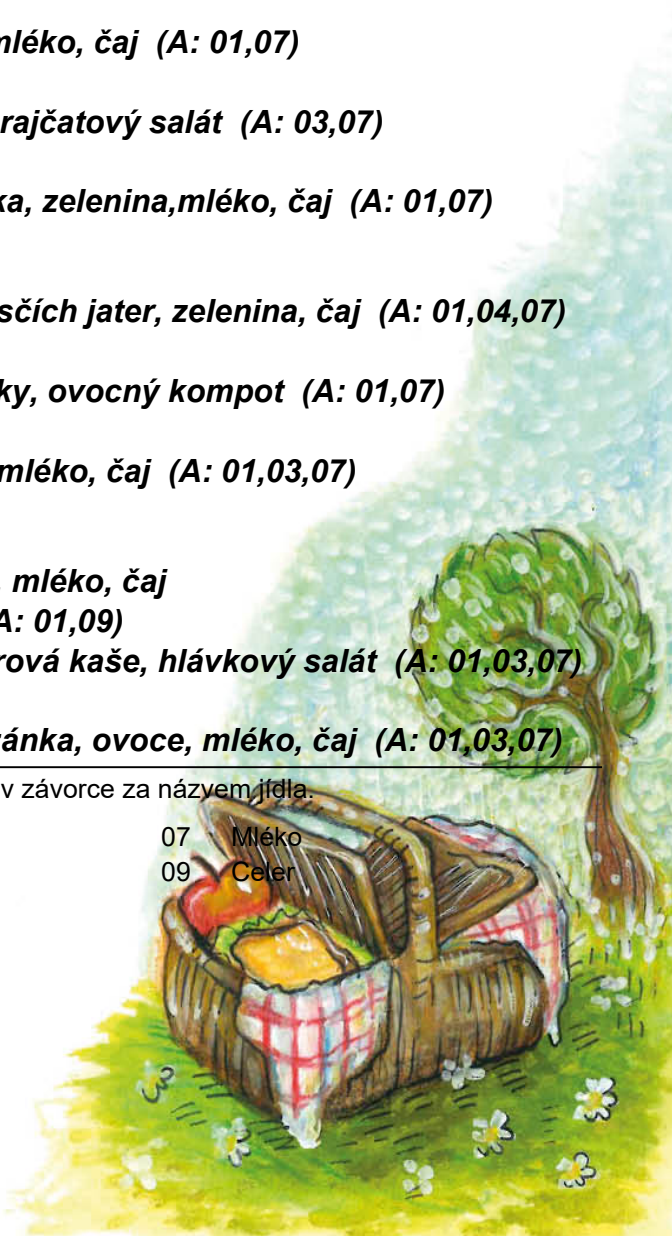 mléko, čaj (A: 01,07)
rajčatový salát (A: 03,07)
ka, zelenina,mléko, čaj (A: 01,07)
sčích jater, zelenina, čaj (A: 01,04,07)
ky, ovocný kompot (A: 01,07)
mléko, čaj (A: 01,03,07)
mléko, čaj
A: 01,09)
rová kaše, hlávkový salát (A: 01,03,07)
ánka, ovoce, mléko, čaj (A: 01,03,07)
v závorce za názvem jídla.
07 Mléko
09 Celer